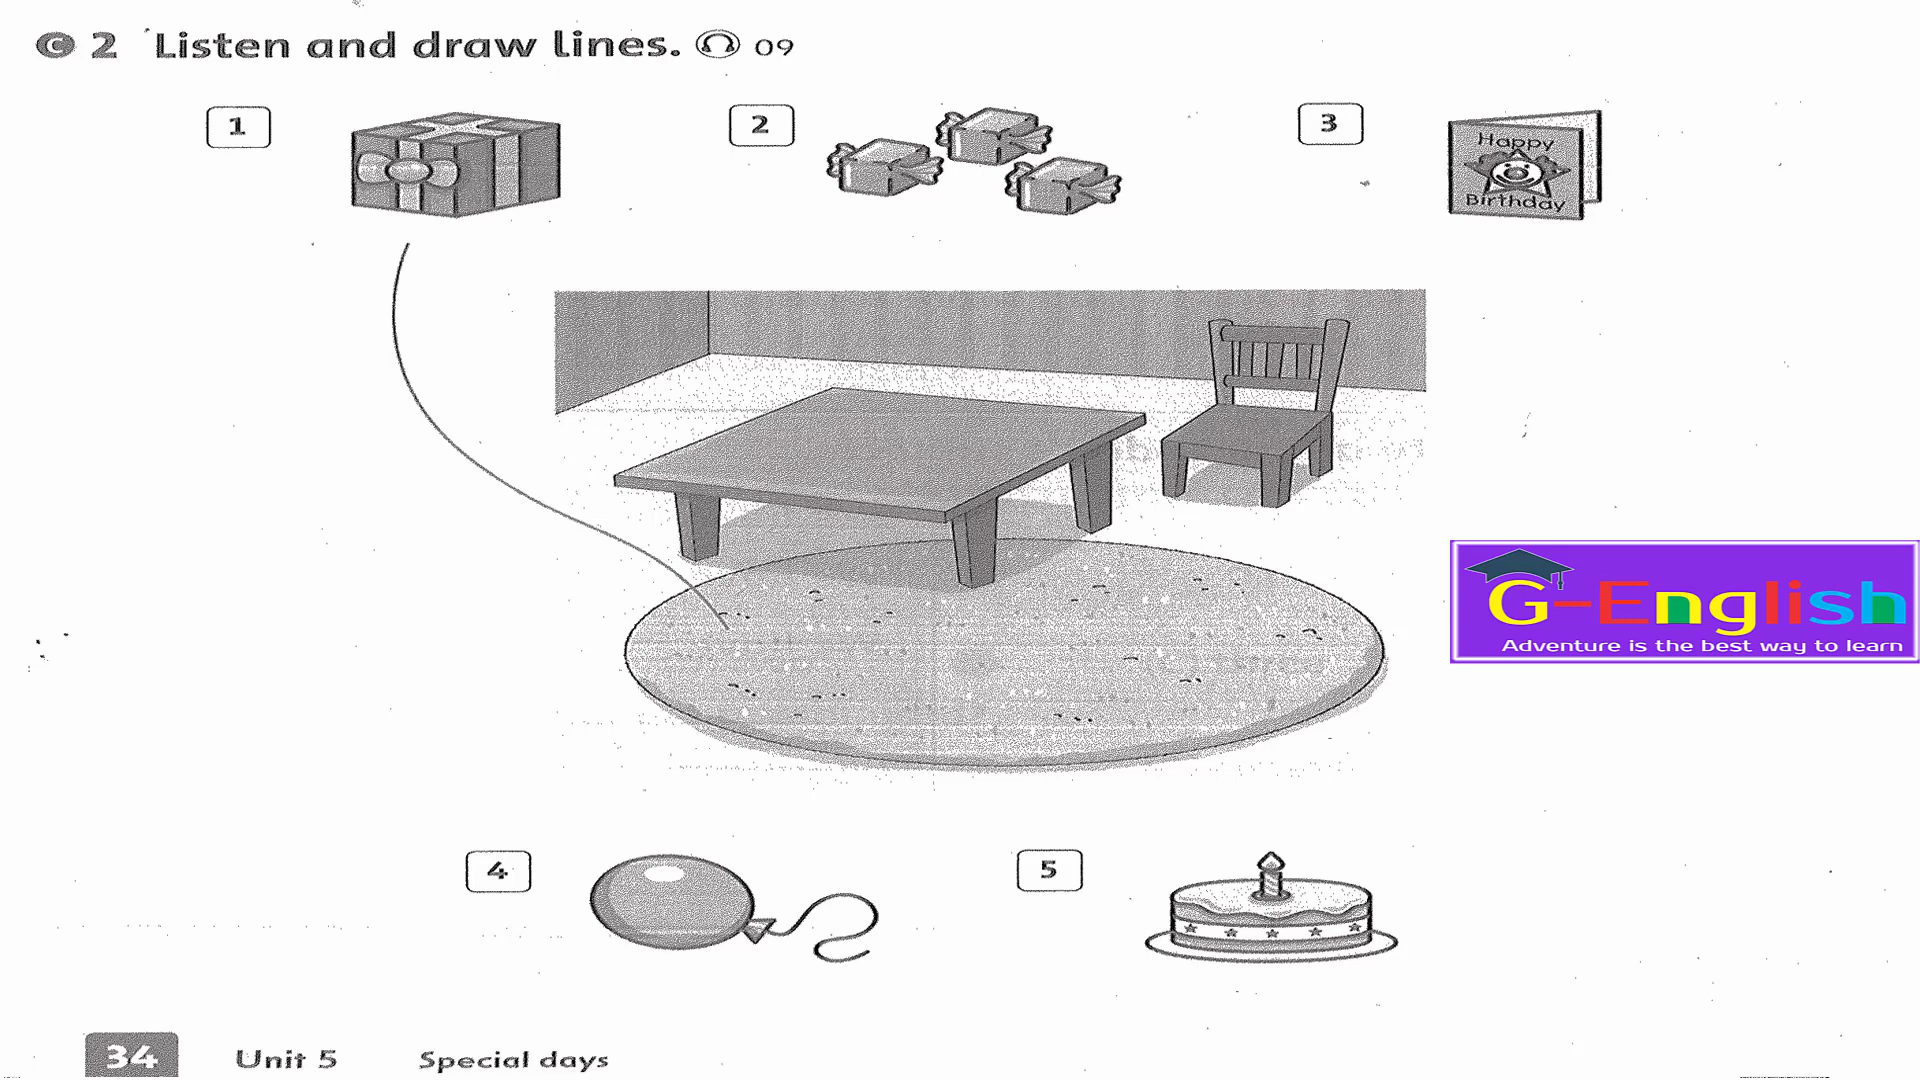 C 2 Listen and draw lines. 09
1
2
3
Happy
Birthday
G-English
Adventure is the best way to learn
4
5
34 Unit 5 Special days